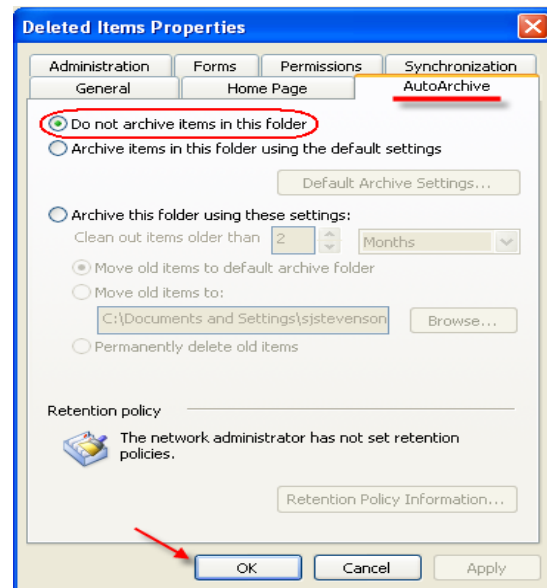 Deleted Items Properties
Administration Forms Permissions Synchronization
General Home Page AutoArchive
Do not archive items in this folder
Archive items in this folder using the default settings
Default Archive Settings...
Archive this folder using these settings:
Clean out items older than 2 Months
Move old items to default archive folder
Move old items to:
C:\Documents and Settings\sjstevenson Browse...
Permanently delete old items
Retention policy
The network administrator has not set retention
policies.
Retention Policy Information...
OK Cancel Apply